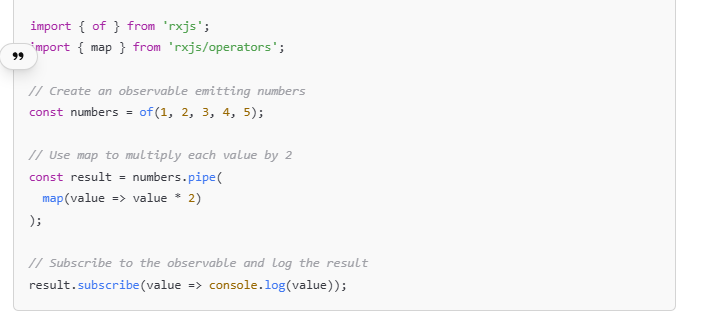 import { of } from 'rxjs';
import { map } from 'rxjs/operators';
// Create an observable emitting numbers
const numbers = of(1, 2, 3, 4, 5);
// Use map to multiply each value by 2
const result = numbers.pipe(
  map(value => value * 2)
);
// Subscribe to the observable and log the result
result.subscribe(value => console.log(value));